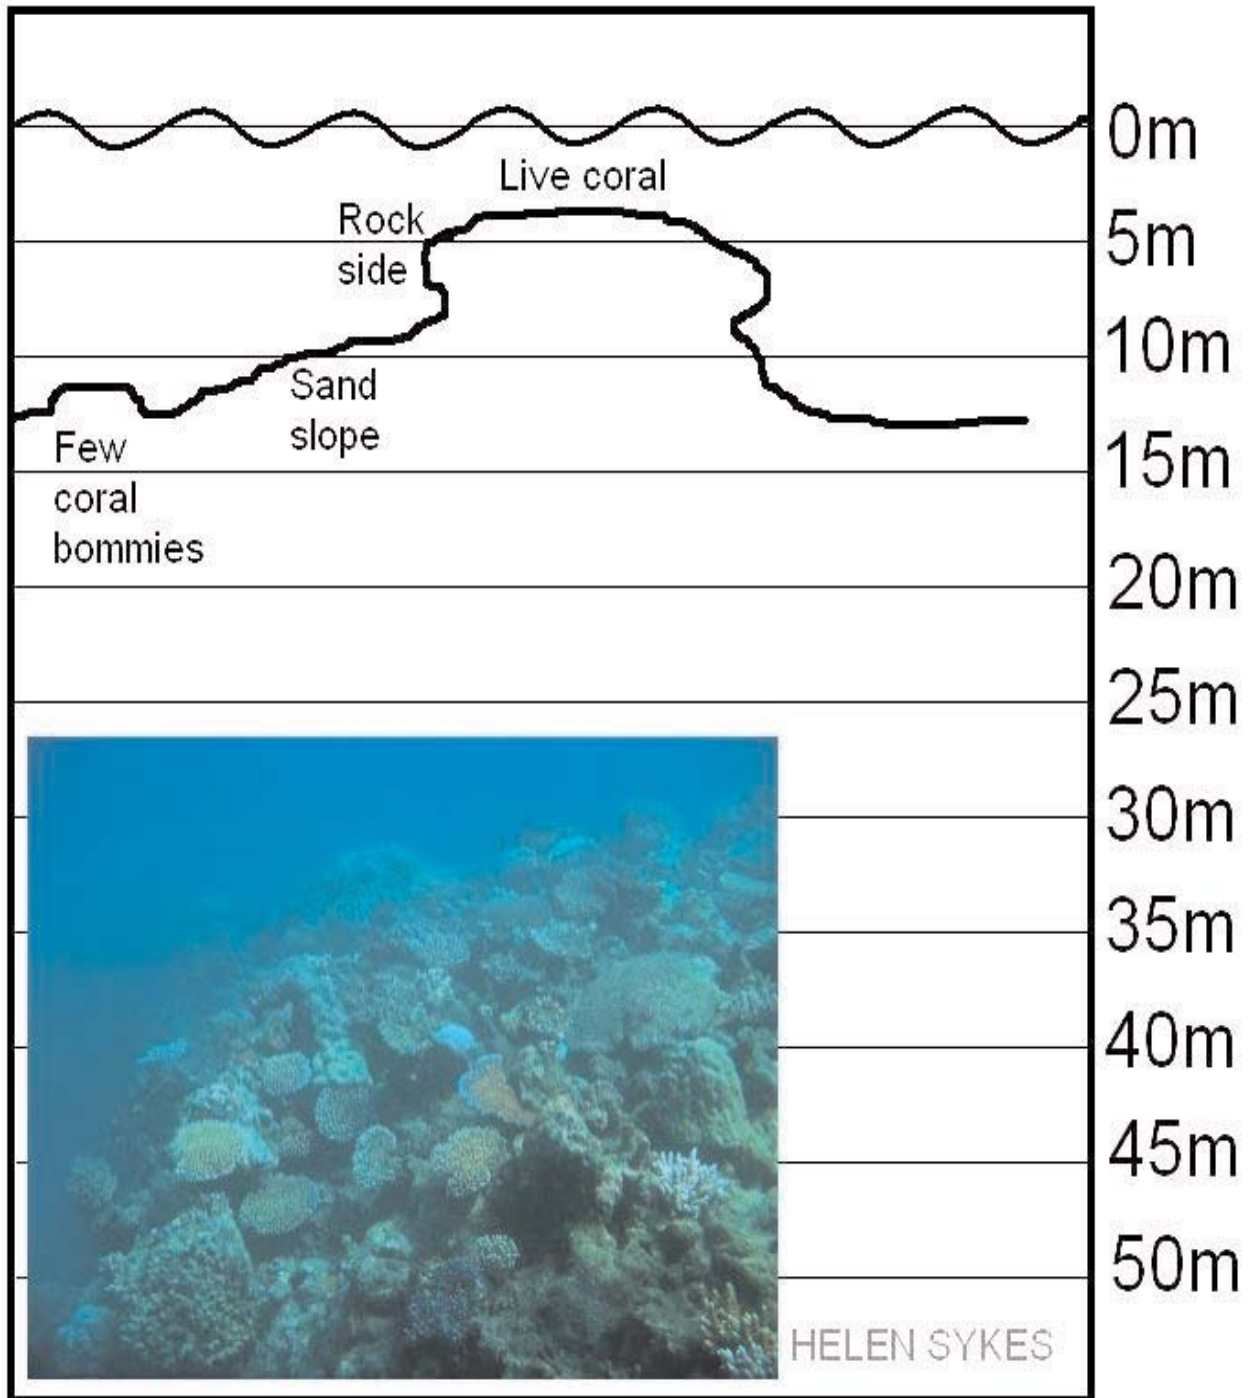 0m
Live coral
Rock
side
5m
10m
Sand
slope
Few
coral
bommies
15m
20m
25m
30m
35m
40m
45m
50m
HELEN SYKES